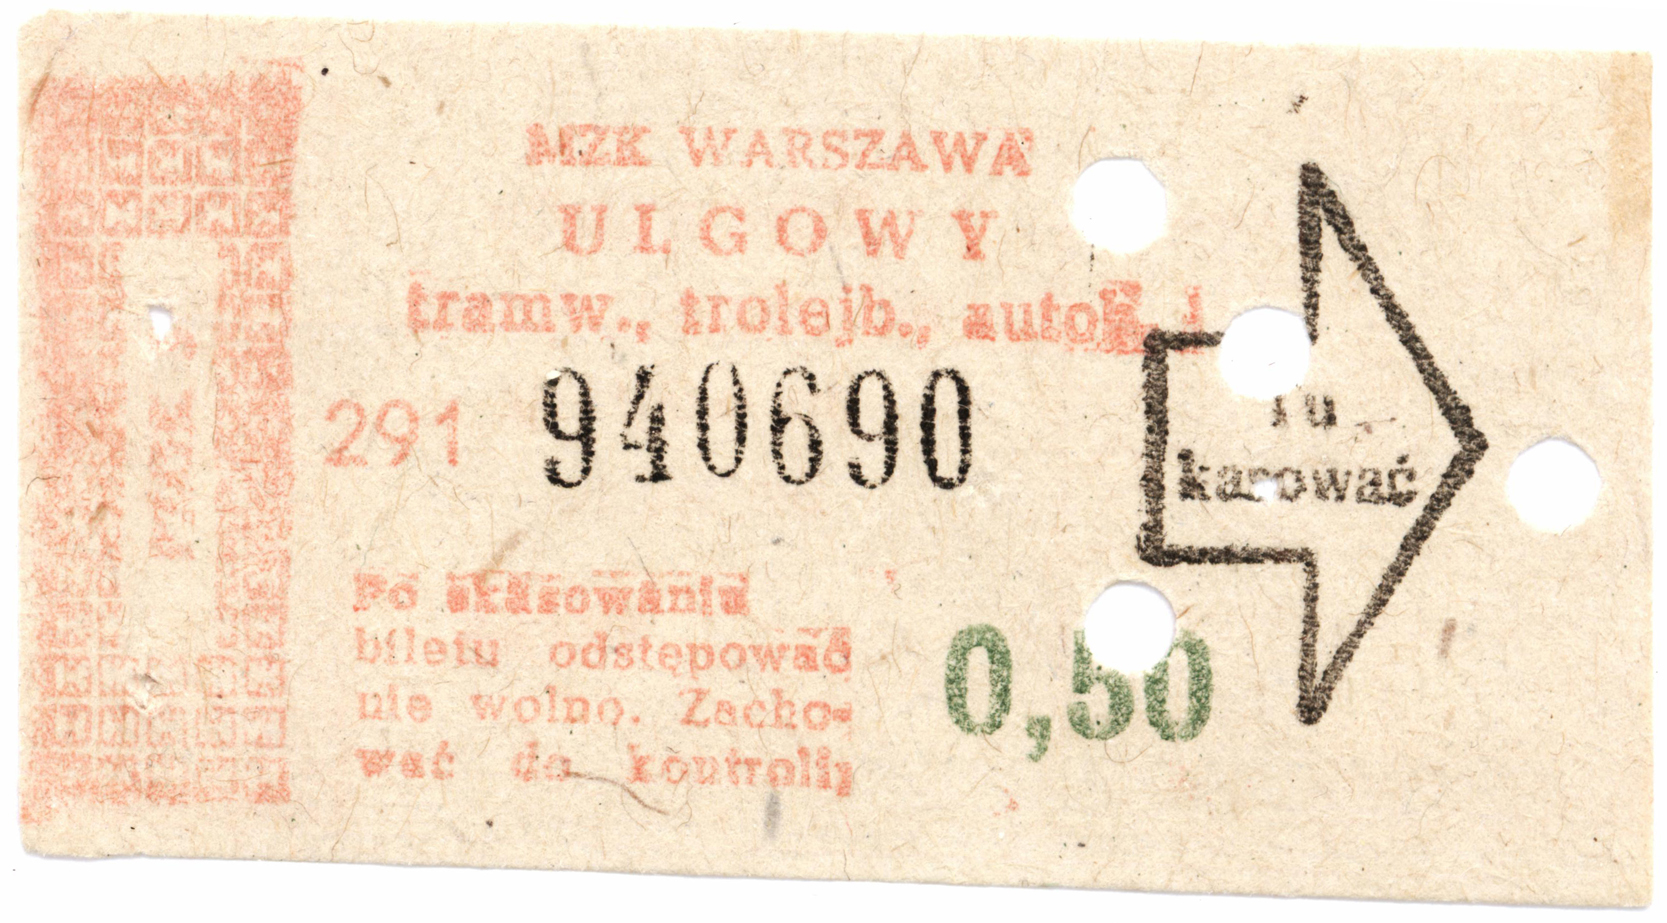 MZK WARSZAWA
ULGOWY
tramw., trolejb., autob.
291 940690
Tu
karować
Po skasowaniu
biletu odstępować
nie wolno. Zacho-
wać do kontroli;
0,50